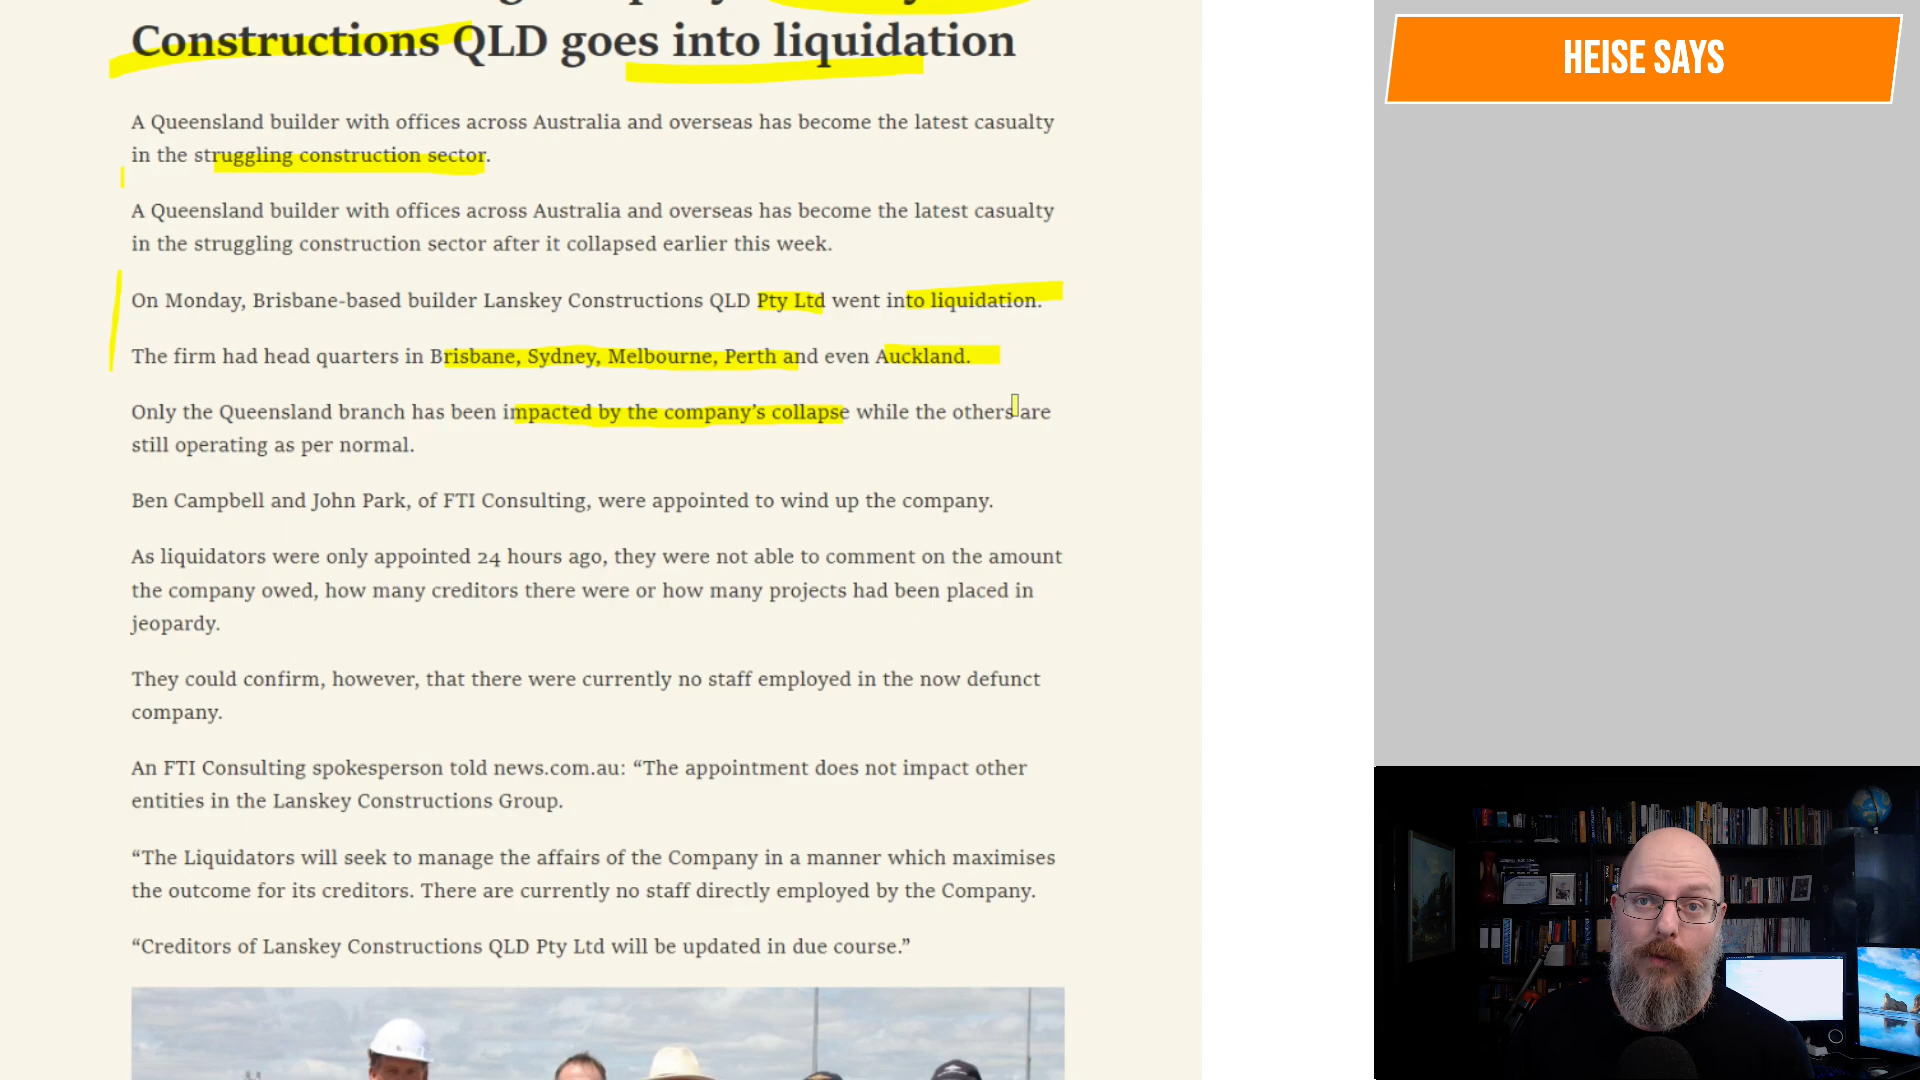 Constructions QLD goes into liquidation
HEISE SAYS
A Queensland builder with offices across Australia and overseas has become the latest casualty
in the struggling construction sector.
A Queensland builder with offices across Australia and overseas has become the latest casualty
in the struggling construction sector after it collapsed earlier this week.
On Monday, Brisbane-based builder Lanskey Constructions QLD Pty Ltd went into liquidation.
The firm had head quarters in Brisbane, Sydney, Melbourne, Perth and even Auckland.
Only the Queensland branch has been impacted by the company’s collapse while the others are
still operating as per normal.
Ben Campbell and John Park, of FTI Consulting, were appointed to wind up the company.
As liquidators were only appointed 24 hours ago, they were not able to comment on the amount
the company owed, how many creditors there were or how many projects had been placed in
jeopardy.
They could confirm, however, that there were currently no staff employed in the now defunct
company.
An FTI Consulting spokesperson told news.com.au: “The appointment does not impact other
entities in the Lanskey Constructions Group.
“The Liquidators will seek to manage the affairs of the Company in a manner which maximises
the outcome for its creditors. There are currently no staff directly employed by the Company.
“Creditors of Lanskey Constructions QLD Pty Ltd will be updated in due course.”